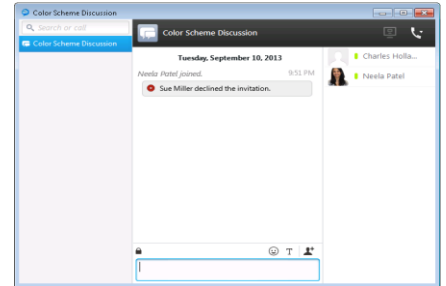 Color Scheme Discussion
Search or call
Color Scheme Discussion
Color Scheme Discussion
Tuesday, September 10, 2013
Neela Patel joined. 9:51 PM
Sue Miller declined the invitation.
Charles Holla...
Neela Patel
T